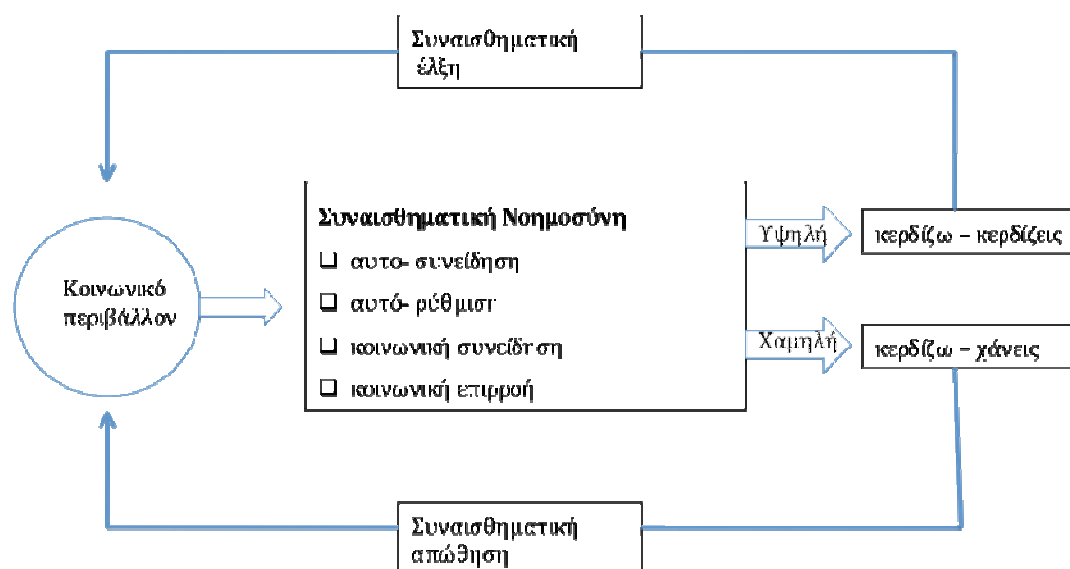 Συναισθηματική
έλξη
Συναισθηματική Νοημοσύνη
αυτο- συνείδηση
αυτό- ρύθμιση
κοινωνική συνείδηση
κοινωνική επιρροή
Υψηλή
κερδίζω – κερδίζεις
Κοινωνικό
περιβάλλον
Χαμηλή
κερδίζω – χάνεις
Συναισθηματική
απώθηση